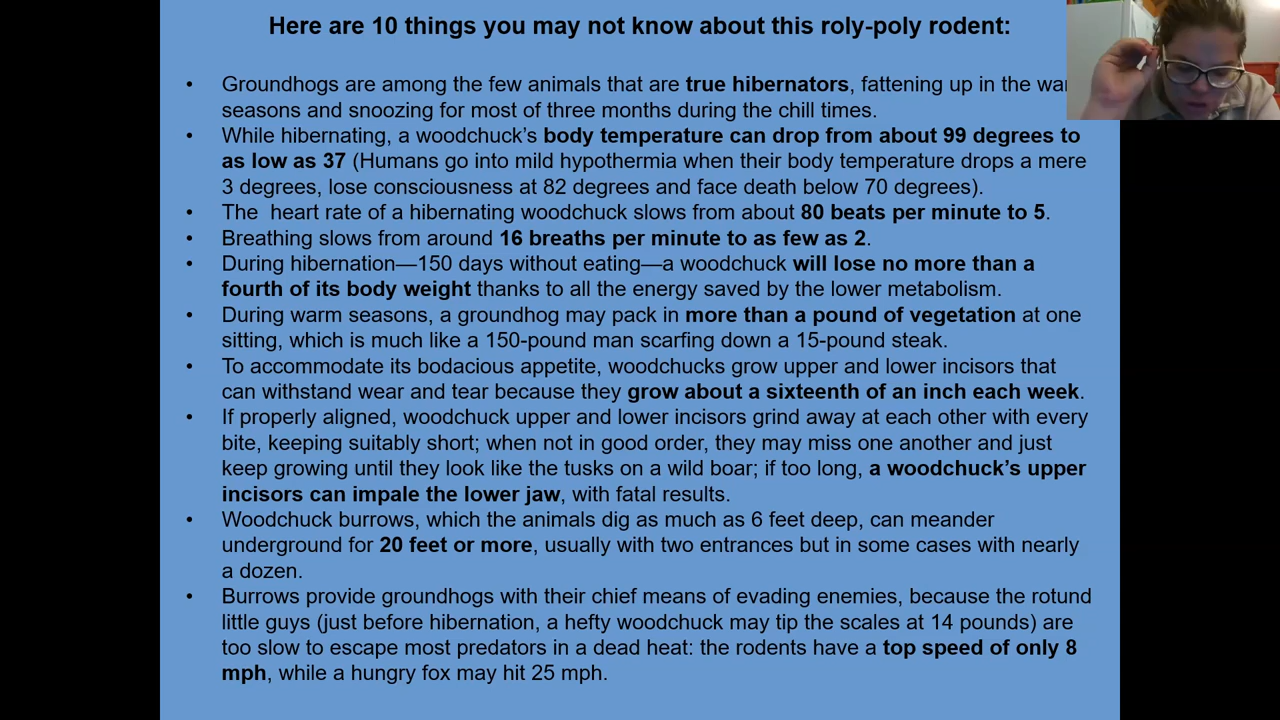 Here are 10 things you may not know about this roly-poly rodent:
• Groundhogs are among the few animals that are true hibernators, fattening up in the
seasons and snoozing for most of three months during the chill times.
• While hibernating, a woodchuck’s body temperature can drop from about 99 degrees to
as low as 37 (Humans go into mild hypothermia when their body temperature drops a mere
3 degrees, lose consciousness at 82 degrees and face death below 70 degrees).
• The  heart rate of a hibernating woodchuck slows from about 80 beats per minute to 5.
• Breathing slows from around 16 breaths per minute to as few as 2.
• During hibernation—150 days without eating—a woodchuck will lose no more than a
fourth of its body weight thanks to all the energy saved by the lower metabolism.
• During warm seasons, a groundhog may pack in more than a pound of vegetation at one
sitting, which is much like a 150-pound man scarfing down a 15-pound steak.
• To accommodate its bodacious appetite, woodchucks grow upper and lower incisors that
can withstand wear and tear because they grow about a sixteenth of an inch each week.
• If properly aligned, woodchuck upper and lower incisors grind away at each other with every
bite, keeping suitably short; when not in good order, they may miss one another and just
keep growing until they look like the tusks on a wild boar; if too long, a woodchuck’s upper
incisors can impale the lower jaw, with fatal results.
• Woodchuck burrows, which the animals dig as much as 6 feet deep, can meander
underground for 20 feet or more, usually with two entrances but in some cases with nearly
a dozen.
• Burrows provide groundhogs with their chief means of evading enemies, because the rotund
little guys (just before hibernation, a hefty woodchuck may tip the scales at 14 pounds) are
too slow to escape most predators in a dead heat: the rodents have a top speed of only 8
mph, while a hungry fox may hit 25 mph.